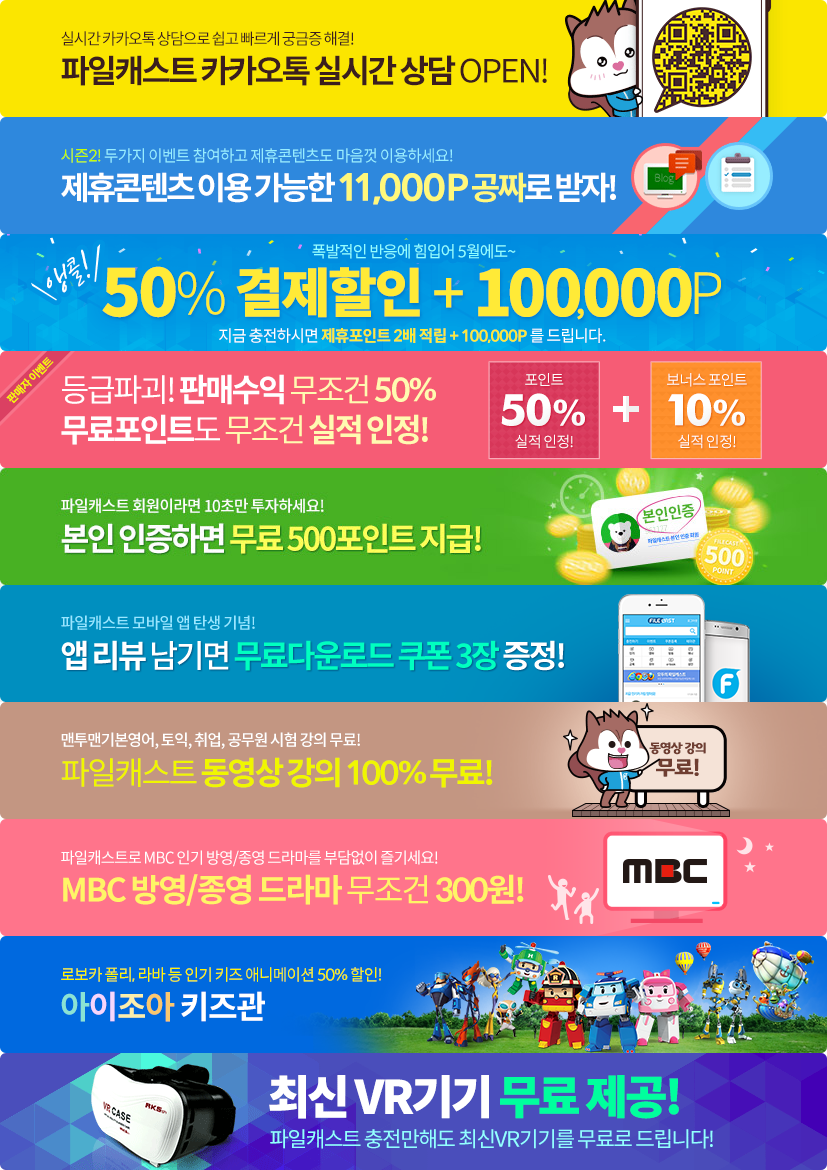 실시간 카카오톡 상담으로 쉽고 빠르게 궁금증 해결!
파일캐스트 카카오톡 실시간 상담 OPEN!
시즌2! 두가지 이벤트 참여하고 제휴콘텐츠도 마음껏 이용하세요!
제휴콘텐츠 이용 가능한 11,000P 공짜로 받자!
Blog
앵콜!
폭발적인 반응에 힘입어 5월에도~
50% 결제할인 + 100,000P
지금 충전하시면 제휴포인트 2배 적립 + 100,000P 를 드립니다.
판매자 이벤트
등급파괴! 판매수익 무조건 50%
무료포인트도 무조건 실적 인정!
포인트
50%
실적 인정!
+
보너스 포인트
10%
실적 인정!
파일캐스트 회원이라면 10초만 투자하세요!
본인 인증하면 무료 500포인트 지급!
본인인증
파일캐스트 본인 인증 회원
FILECAST
500
POINT
파일캐스트 모바일 앱 탄생 기념!
앱 리뷰 남기면 무료다운로드 쿠폰 3장 증정!
FILECAST
F
맨투맨기본영어, 토익, 취업, 공무원 시험 강의 무료!
파일캐스트 동영상 강의 100% 무료!
동영상 강의
무료!
파일캐스트로 MBC 인기 방영/종영 드라마를 부담없이 즐기세요!
MBC 방영/종영 드라마 무조건 300원!
MBC
로보카 폴리, 라바 등 인기 키즈 애니메이션 50% 할인!
아이조아 키즈관
VR CASE
RK5th
최신 VR기기 무료 제공!
파일캐스트 충전만해도 최신VR기기를 무료로 드립니다!